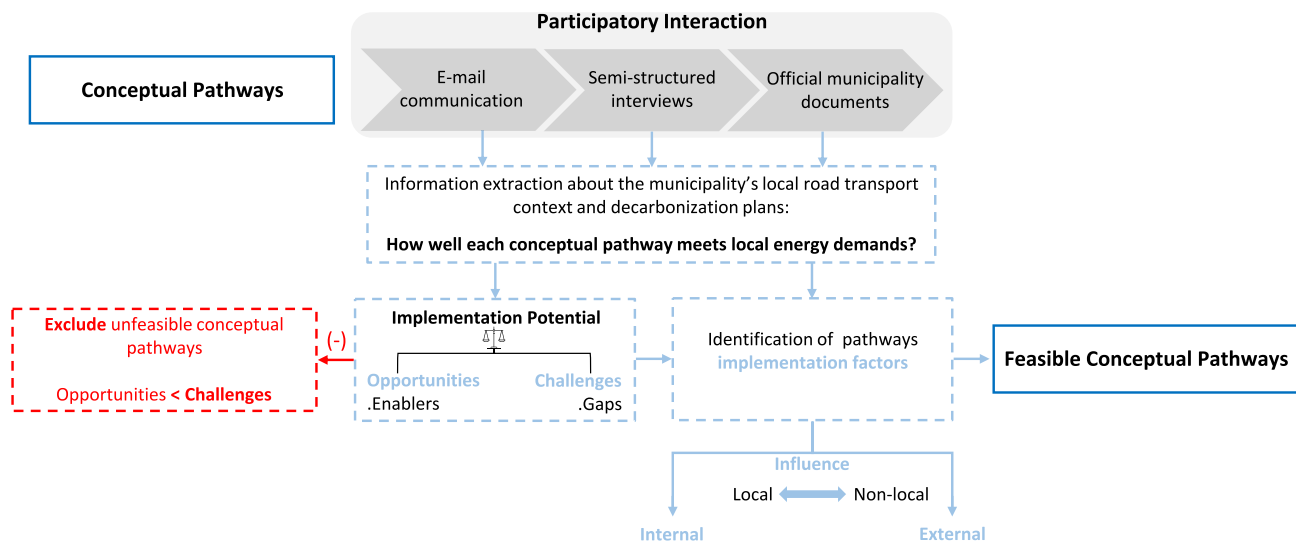 Participatory Interaction
Conceptual Pathways
E-mail
communication
Semi-structured
interviews
Official municipality
documents
Information extraction about the municipality's local road transport
context and decarbonization plans:
How well each conceptual pathway meets local energy demands?
Exclude unfeasible conceptual
pathways
Opportunities < Challenges
(-)
Implementation Potential
Opportunities
.Enablers
Challenges
.Gaps
Identification of pathways
implementation factors
Feasible Conceptual Pathways
Influence
Local
Non-local
Internal
External